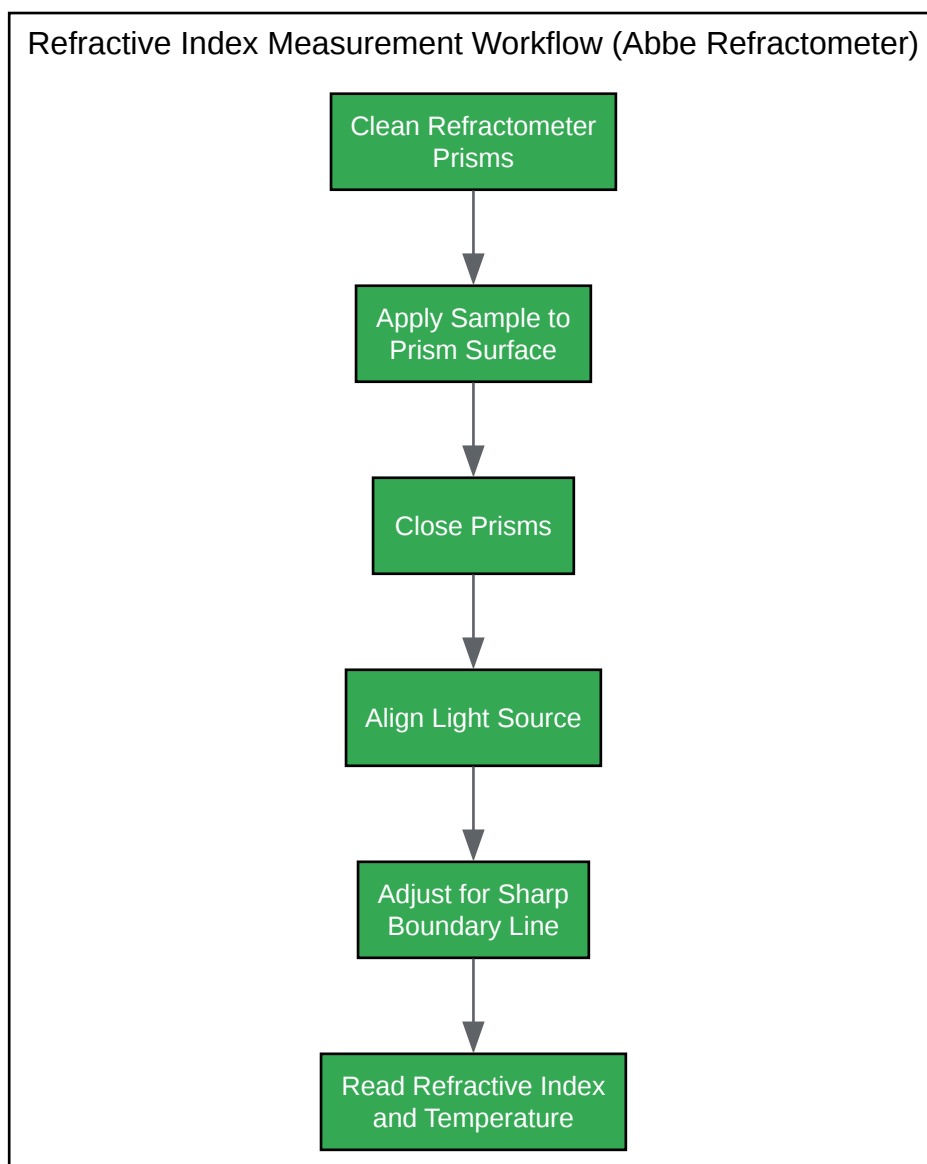 Refractive Index Measurement Workflow (Abbe Refractometer)
Clean Refractometer
Prisms
Apply Sample to
Prism Surface
Close Prisms
Align Light Source
Adjust for Sharp
Boundary Line
Read Refractive Index
and Temperature